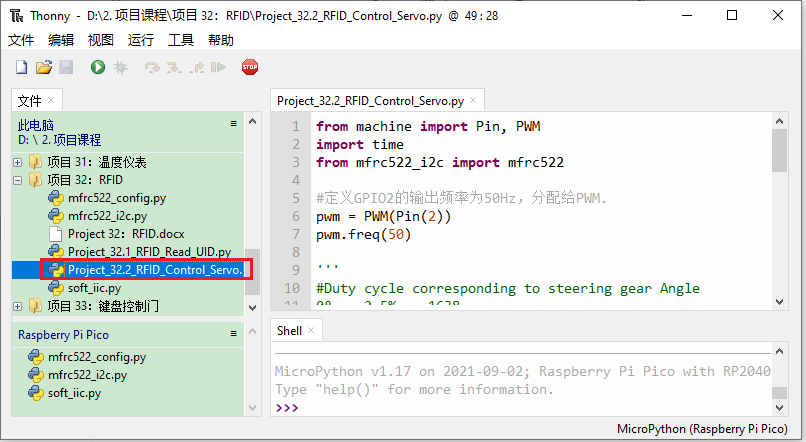 Thonny - D:\2. 项目课程\项目 32：RFID\Project_32.2_RFID_Control_Servo.py @ 49:28
文件 编辑 视图 运行 工具 帮助
STOP
文件
此电脑
D: \ 2. 项目课程
项目 31：温度仪表
项目 32：RFID
mfrc522_config.py
mfrc522_i2c.py
Project 32：RFID.docx
Project_32.1_RFID_Read_UID.py
Project_32.2_RFID_Control_Servo.
soft_iic.py
项目 33：键盘控制门
Raspberry Pi Pico
mfrc522_config.py
mfrc522_i2c.py
soft_iic.py
Project_32.2_RFID_Control_Servo.py
1 from machine import Pin, PWM
2 import time
3 from mfrc522_i2c import mfrc522
4
5 #定义GPIO2的输出频率为50Hz，分配给PWM.
6 pwm = PWM(Pin(2))
7 pwm.freq(50)
8
9 '''
10 #Duty cycle corresponding to steering gear Angle
11
Shell
MicroPython v1.17 on 2021-09-02; Raspberry Pi Pico with RP2040
Type "help()" for more information.
>>>
MicroPython (Raspberry Pi Pico)